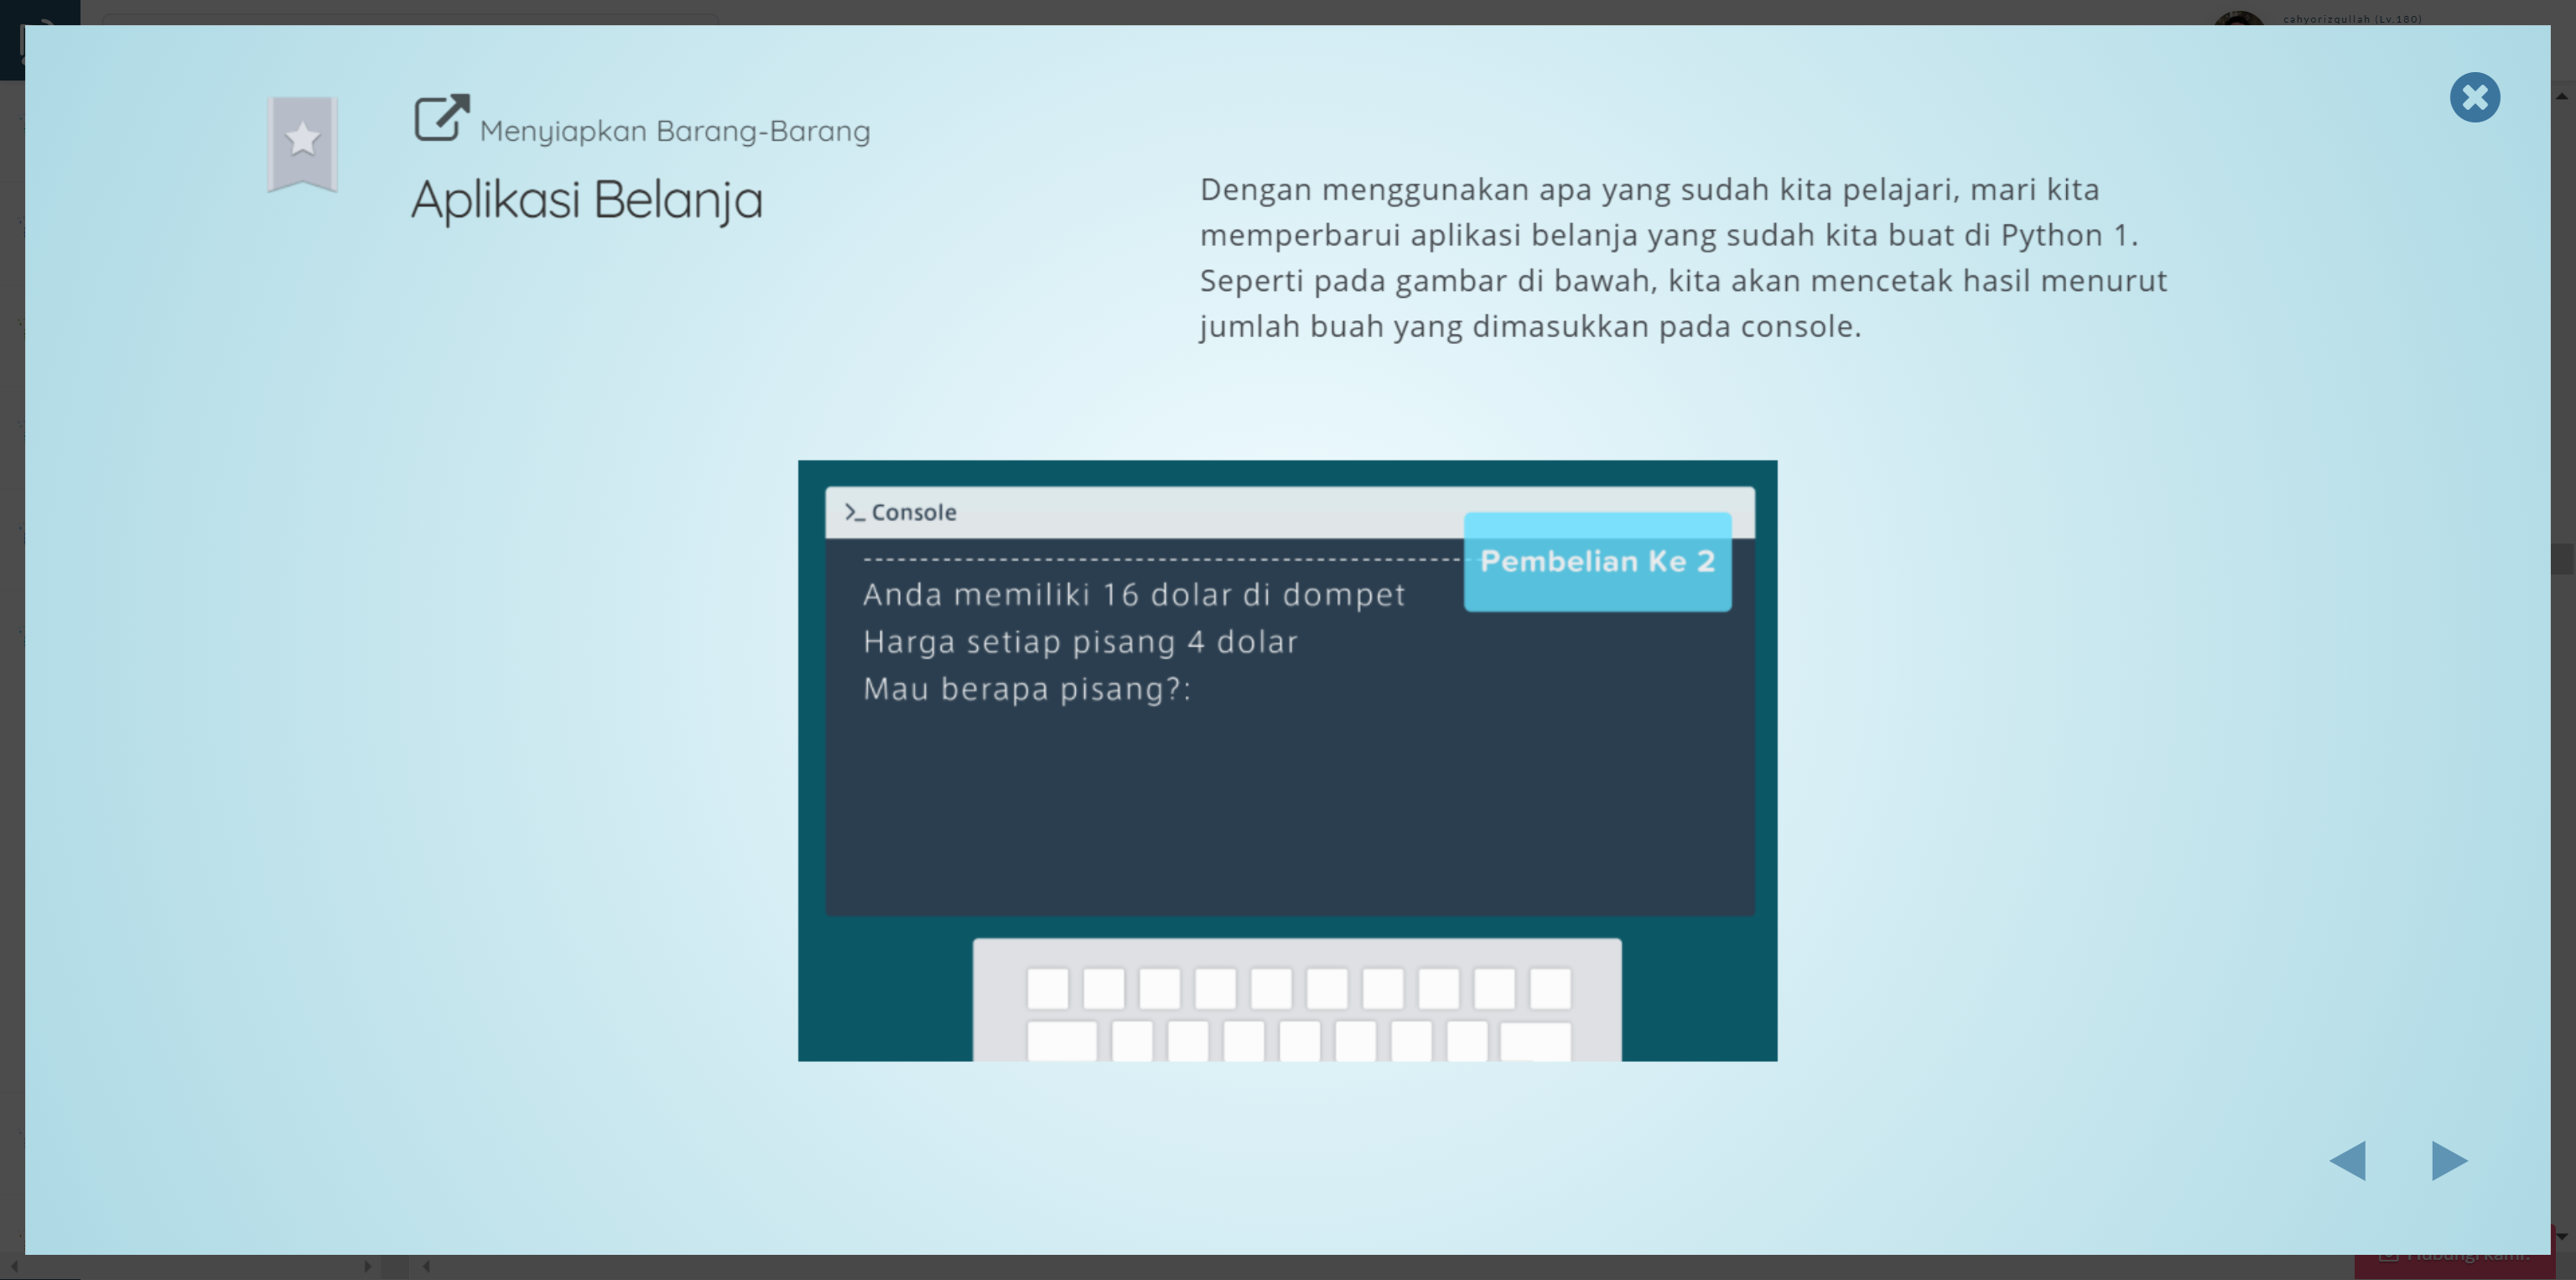 cahyorizqullah (Lv.180)
Menyiapkan Barang-Barang
Aplikasi Belanja
Dengan menggunakan apa yang sudah kita pelajari, mari kita
memperbarui aplikasi belanja yang sudah kita buat di Python 1.
Seperti pada gambar di bawah, kita akan mencetak hasil menurut
jumlah buah yang dimasukkan pada console.
>_ Console
Pembelian Ke 2
Anda memiliki 16 dolar di dompet
Harga setiap pisang 4 dolar
Mau berapa pisang?: